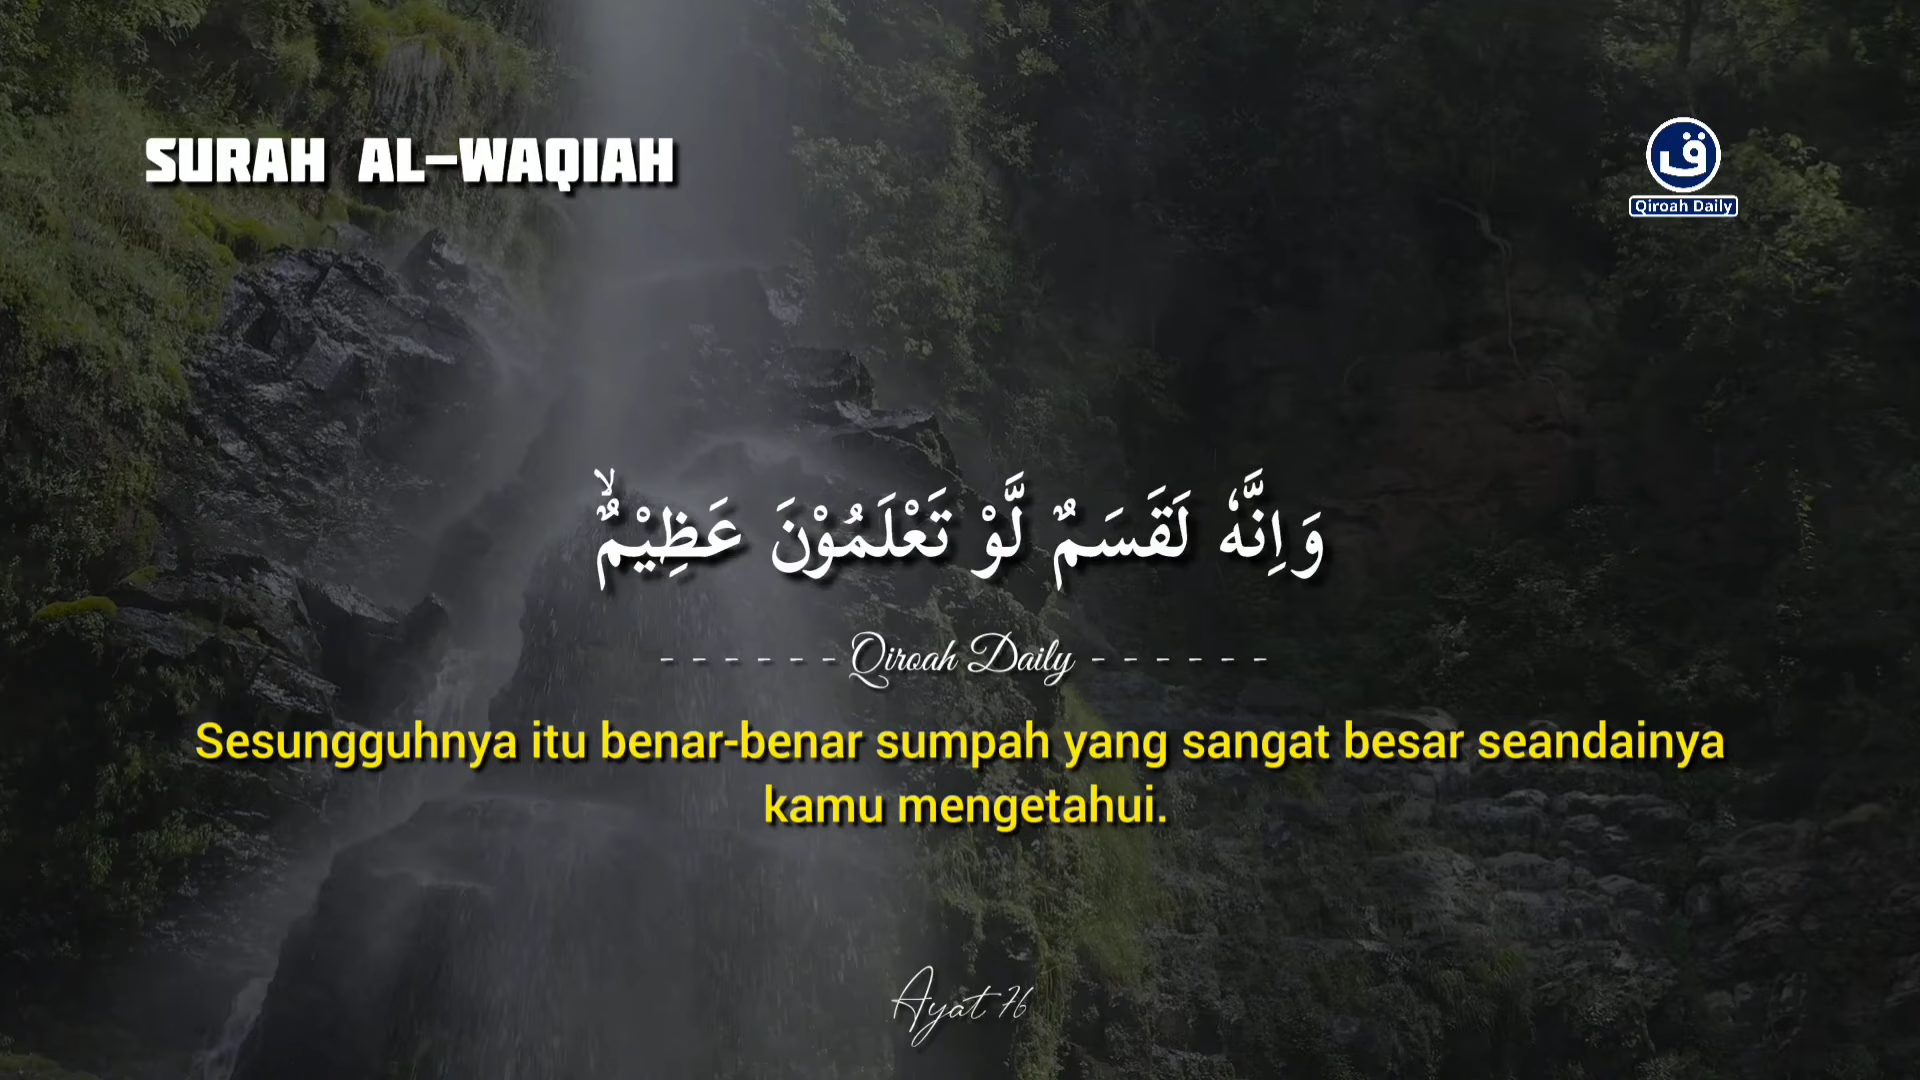 SURAH AL-WAQIAH
ق
Qiroah Daily
وَاِنَّهٗ لَقَسَمٌ لَّوْ تَعْلَمُوْنَ عَظِيْمٌۙ
- - - - - - Qiroah Daily - - - - - -
Sesungguhnya itu benar-benar sumpah yang sangat besar seandainya
kamu mengetahui.
Ayat 76